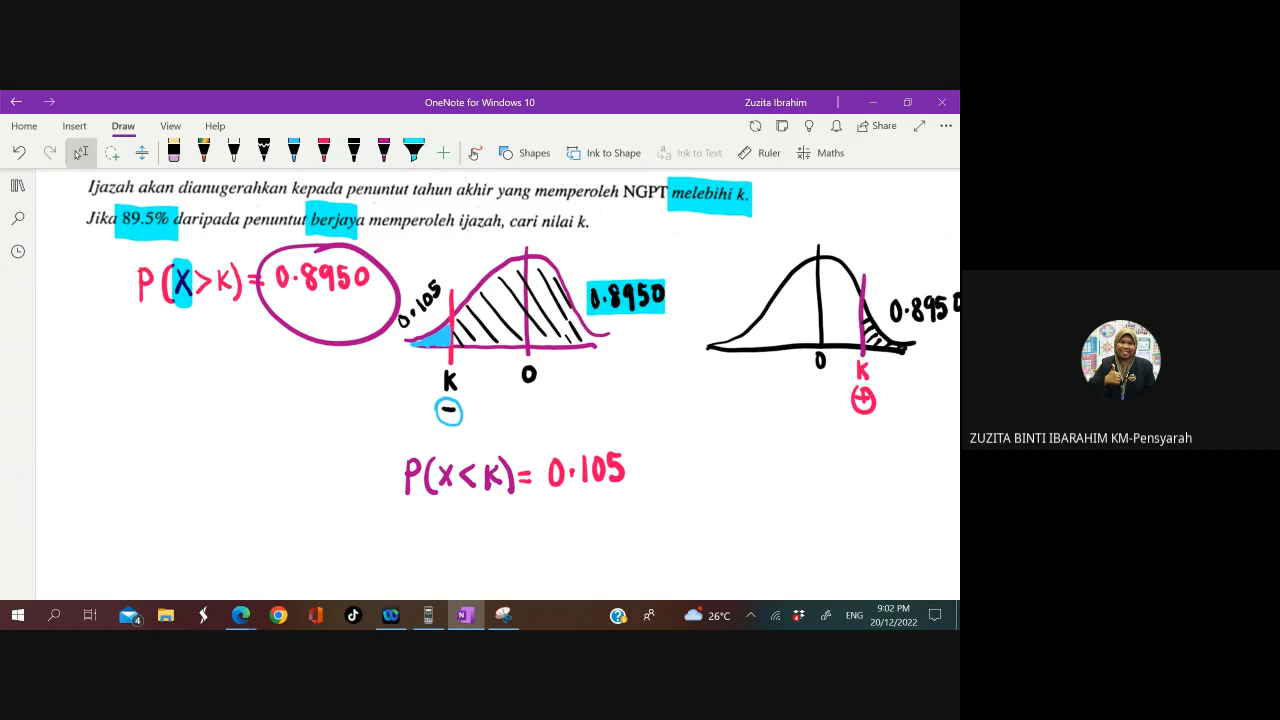 OneNote for Windows 10
Zuzita Ibrahim
Home Insert Draw View Help
Share
Shapes Ink to Shape Ink to Text Ruler Maths
Ijazah akan dianugerahkan kepada penuntut tahun akhir yang memperoleh NGPT melebihi k.
Jika 89.5% daripada penuntut berjaya memperoleh ijazah, cari nilai k.
P(X>K)= 0.8950
0.105
0.8950
K
0
-
0.8950
0
K
+
P(X<K)= 0.105
ZUZITA BINTI IBARAHIM KM-Pensyarah
4
26°C
ENG
9:02 PM
20/12/2022